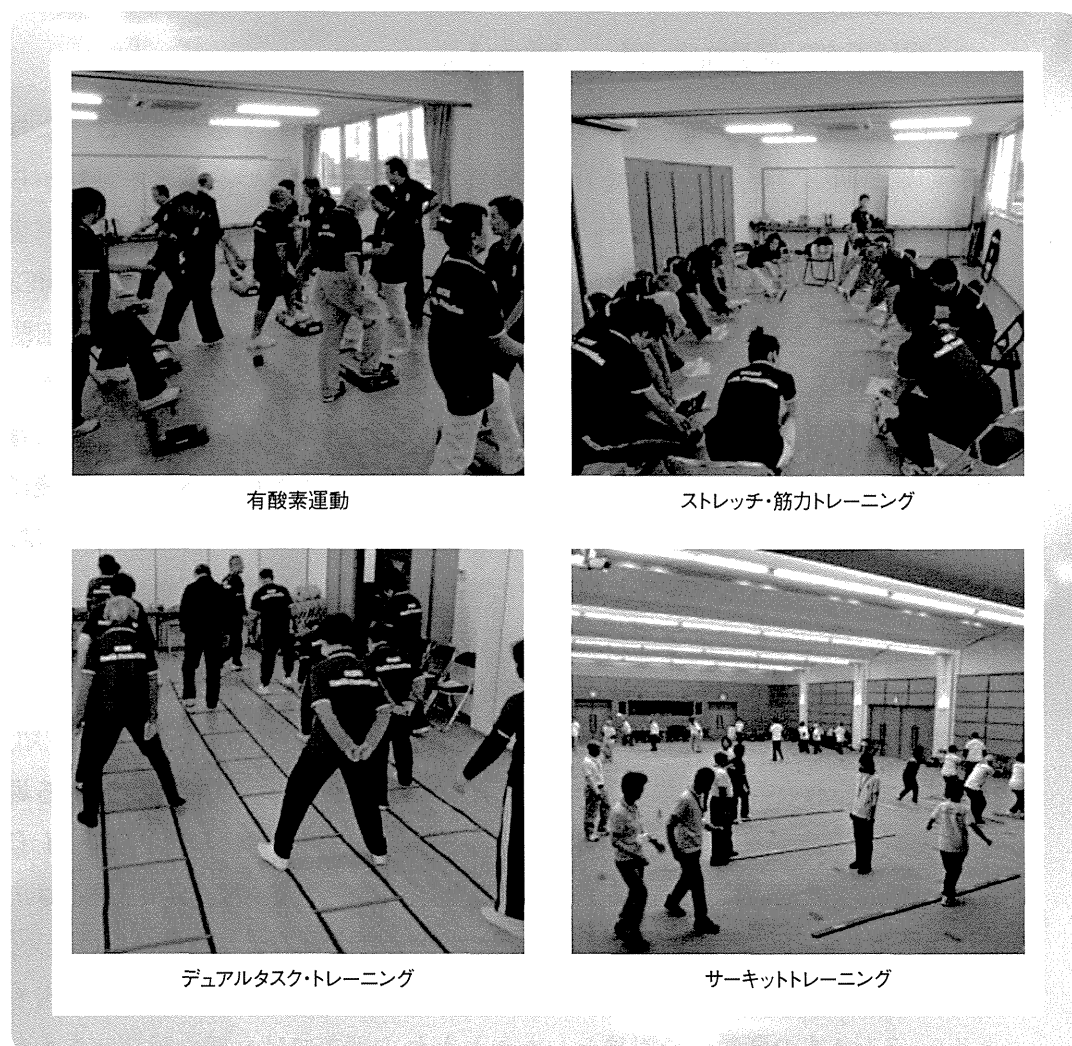 有酸素運動
ストレッチ・筋力トレーニング
デュアルタスク・トレーニング
サーキットトレーニング